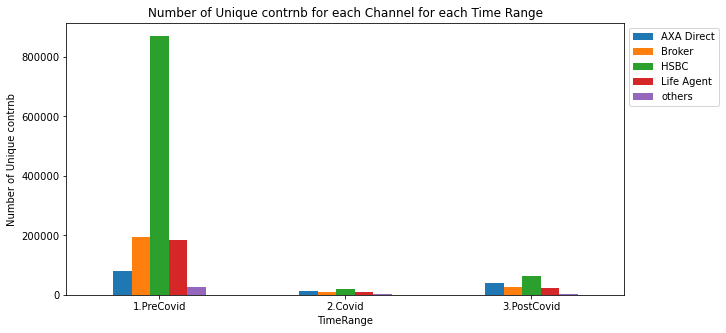 Number of Unique contrnb for each Channel for each Time Range
Number of Unique contrnb
800000
600000
400000
200000
0
1.PreCovid
2.Covid
3.PostCovid
TimeRange
AXA Direct
Broker
HSBC
Life Agent
others